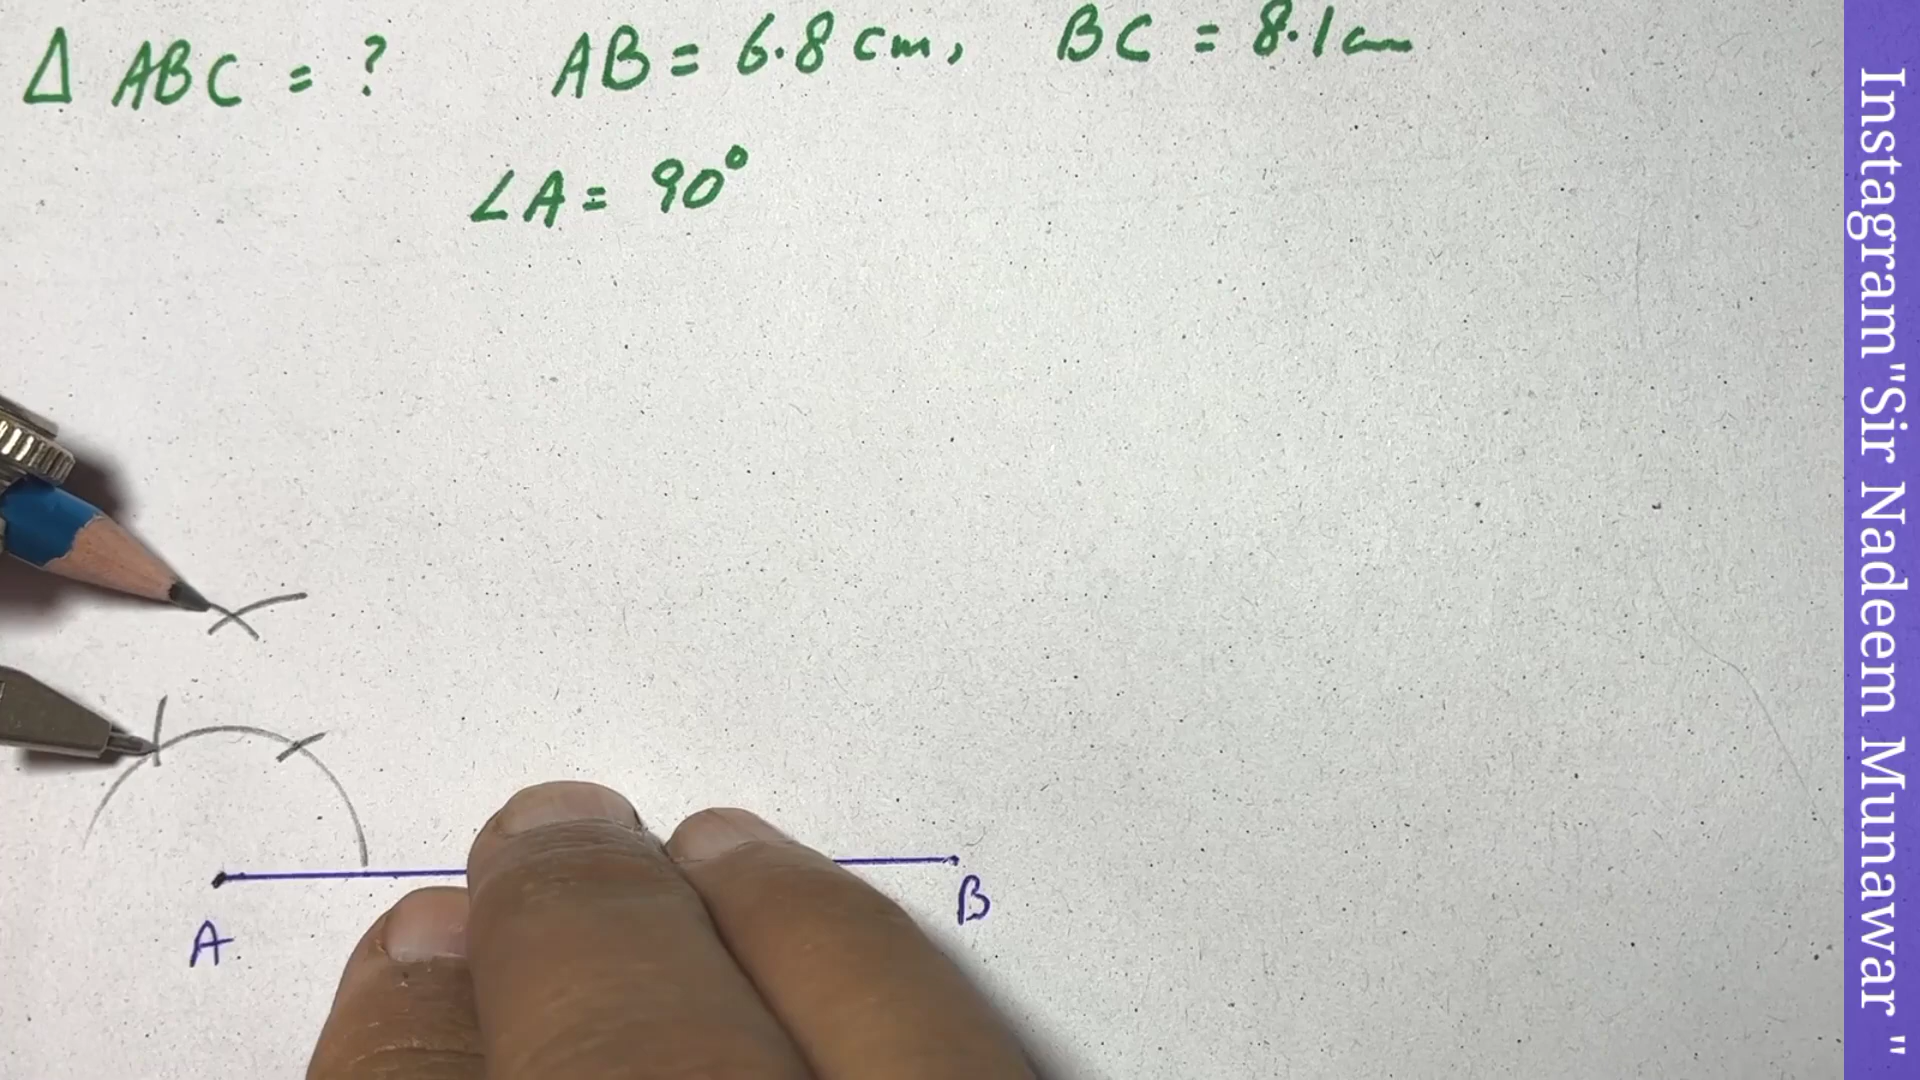 Δ ABC = ? AB = 6.8 cm, BC = 8.1 cm
∠A = 90°
A
B
Instagram"Sir Nadeem Munawar "